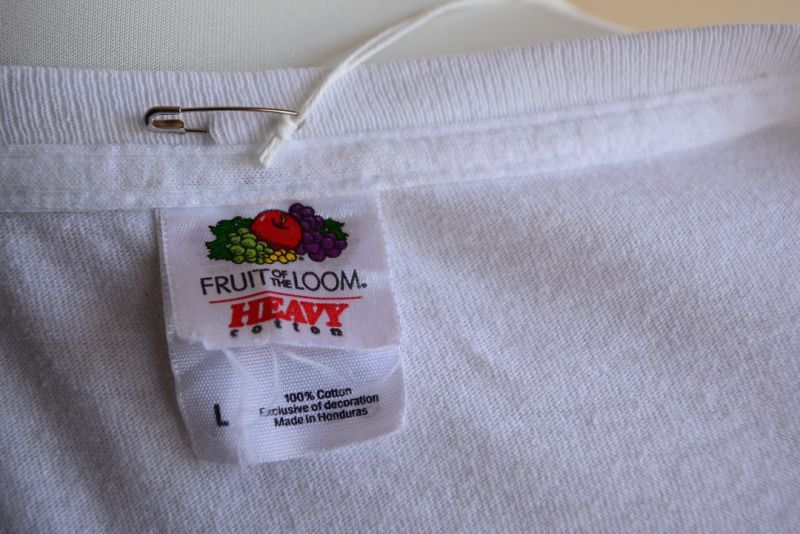 FRUIT OF THE LOOM®
HEAVY
cotton
L
100% Cotton
Exclusive of decoration
Made in Honduras